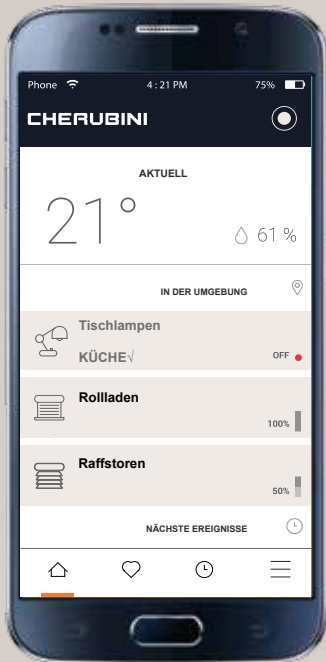 Phone 4:21 PM 75%
CHERUBINI
AKTUELL
21° 61 %
IN DER UMGEBUNG
Tischlampen
KÜCHE√ OFF
Rollladen
100%
Raffstoren
50%
NÄCHSTE EREIGNISSE